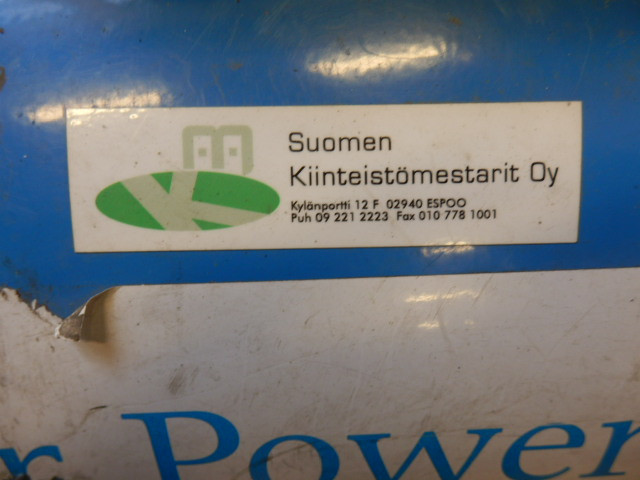 Suomen
Kiinteistömestarit Oy
Kylänportti 12 F 02940 ESPOO
Puh 09 221 2223 Fax 010 778 1001
r Power